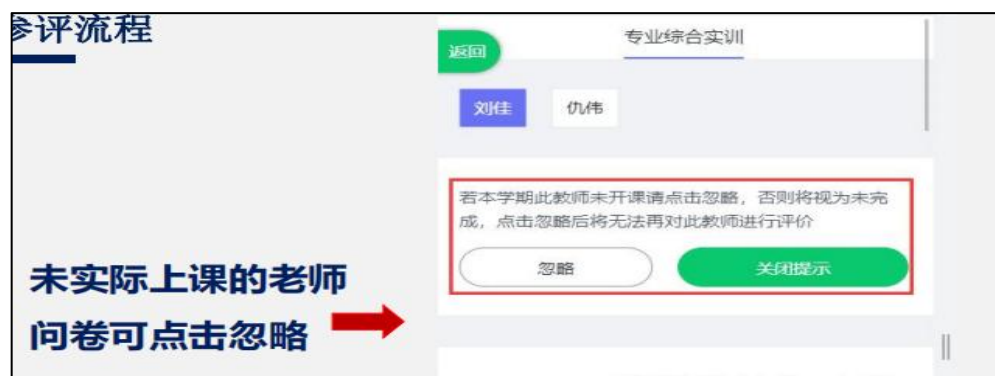 参评流程
返回
专业综合实训
刘佳
仇伟
若本学期此教师未开课请点击忽略，否则将视为未完
成，点击忽略后将无法再对此教师进行评价
忽略
关闭提示
未实际上课的老师
问卷可点击忽略